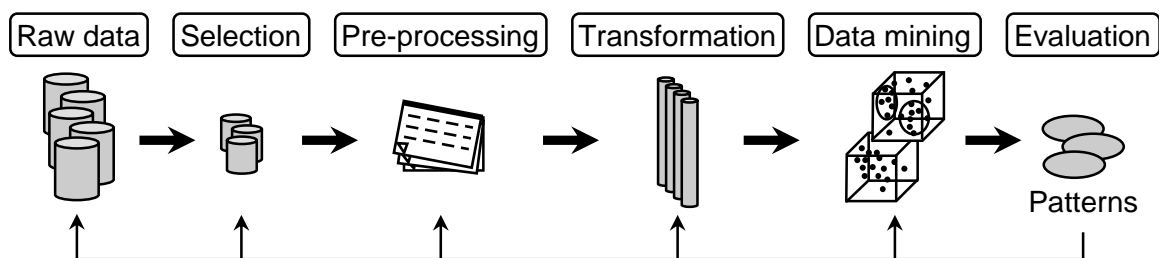 Raw data
Selection
Pre-processing
Transformation
Data mining
Evaluation
Patterns